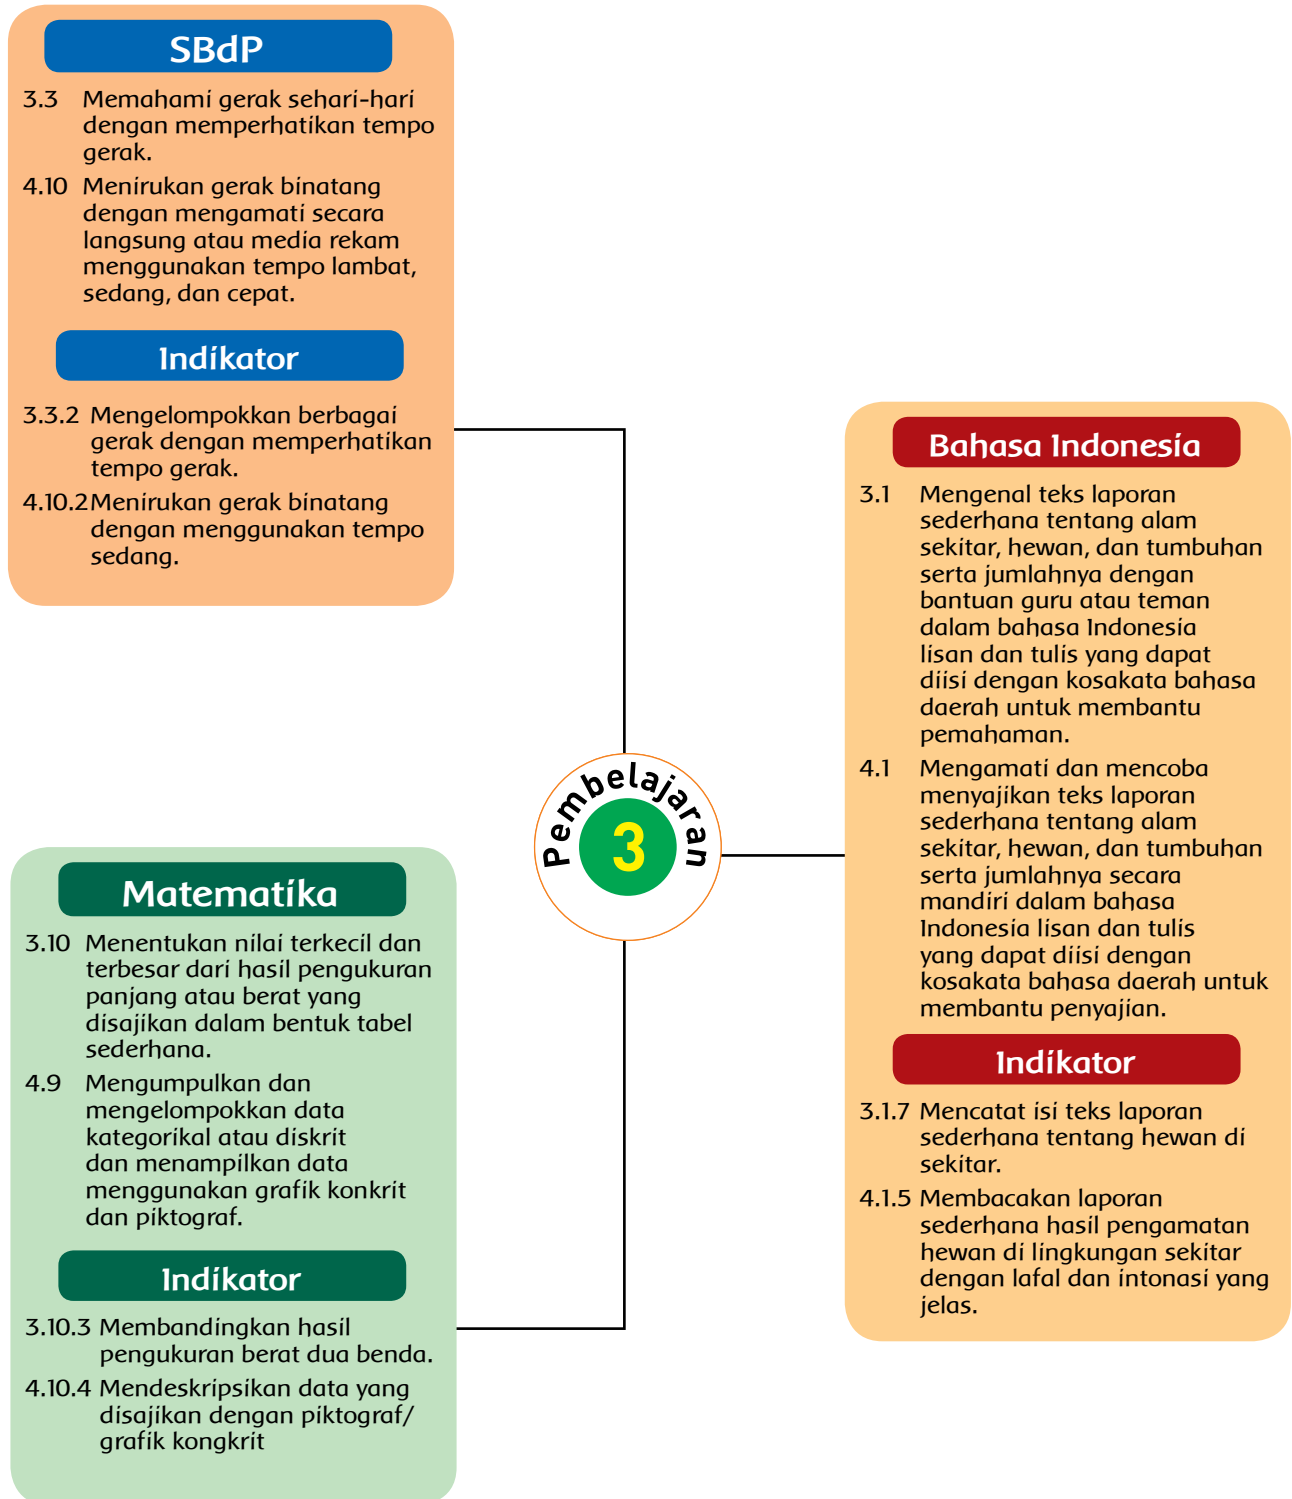 SBdP
3.3 Memahami gerak sehari-hari
dengan memperhatikan tempo
gerak.
4.10 Menirukan gerak binatang
dengan mengamati secara
langsung atau media rekam
menggunakan tempo lambat,
sedang, dan cepat.
Indikator
3.3.2 Mengelompokkan berbagai
gerak dengan memperhatikan
tempo gerak.
4.10.2 Menirukan gerak binatang
dengan menggunakan tempo
sedang.
Bahasa Indonesia
3.1 Mengenal teks laporan
sederhana tentang alam
sekitar, hewan, dan tumbuhan
serta jumlahnya dengan
bantuan guru atau teman
dalam bahasa Indonesia
lisan dan tulis yang dapat
diisi dengan kosakata bahasa
daerah untuk membantu
pemahaman.
4.1 Mengamati dan mencoba
menyajikan teks laporan
sederhana tentang alam
sekitar, hewan, dan tumbuhan
serta jumlahnya secara
mandiri dalam bahasa
Indonesia lisan dan tulis
yang dapat diisi dengan
kosakata bahasa daerah untuk
membantu penyajian.
Indikator
3.1.7 Mencatat isi teks laporan
sederhana tentang hewan di
sekitar.
4.1.5 Membacakan laporan
sederhana hasil pengamatan
hewan di lingkungan sekitar
dengan lafal dan intonasi yang
jelas.
Pembelajaran
3
Matematika
3.10 Menentukan nilai terkecil dan
terbesar dari hasil pengukuran
panjang atau berat yang
disajikan dalam bentuk tabel
sederhana.
4.9 Mengumpulkan dan
mengelompokkan data
kategorikal atau diskrit
dan menampilkan data
menggunakan grafik konkrit
dan piktograf.
Indikator
3.10.3 Membandingkan hasil
pengukuran berat dua benda.
4.10.4 Mendeskripsikan data yang
disajikan dengan piktograf/
grafik kongkrit